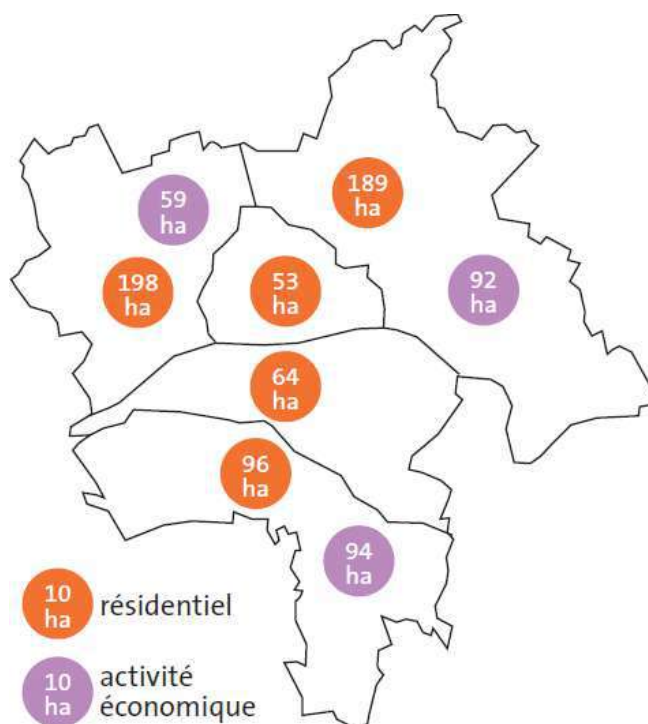 59
ha
189
ha
198
ha
53
ha
92
ha
64
ha
96
ha
94
ha
10
ha
résidentiel
10
ha
activité
économique